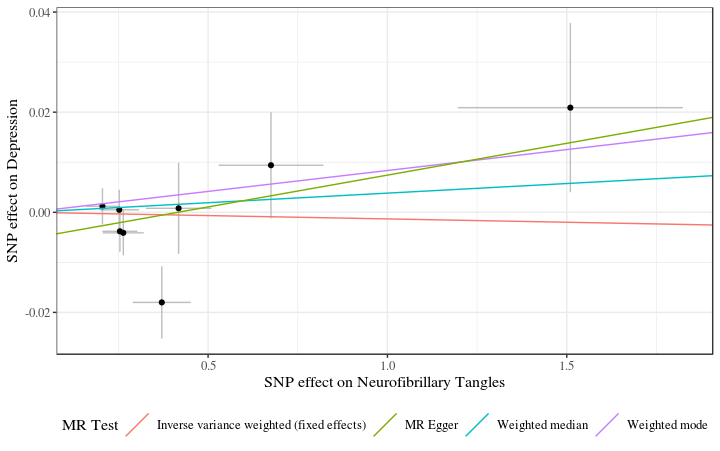 0.04
0.02
0.00
-0.02
SNP effect on Depression
0.5
1.0
1.5
SNP effect on Neurofibrillary Tangles
MR Test
Inverse variance weighted (fixed effects)
MR Egger
Weighted median
Weighted mode